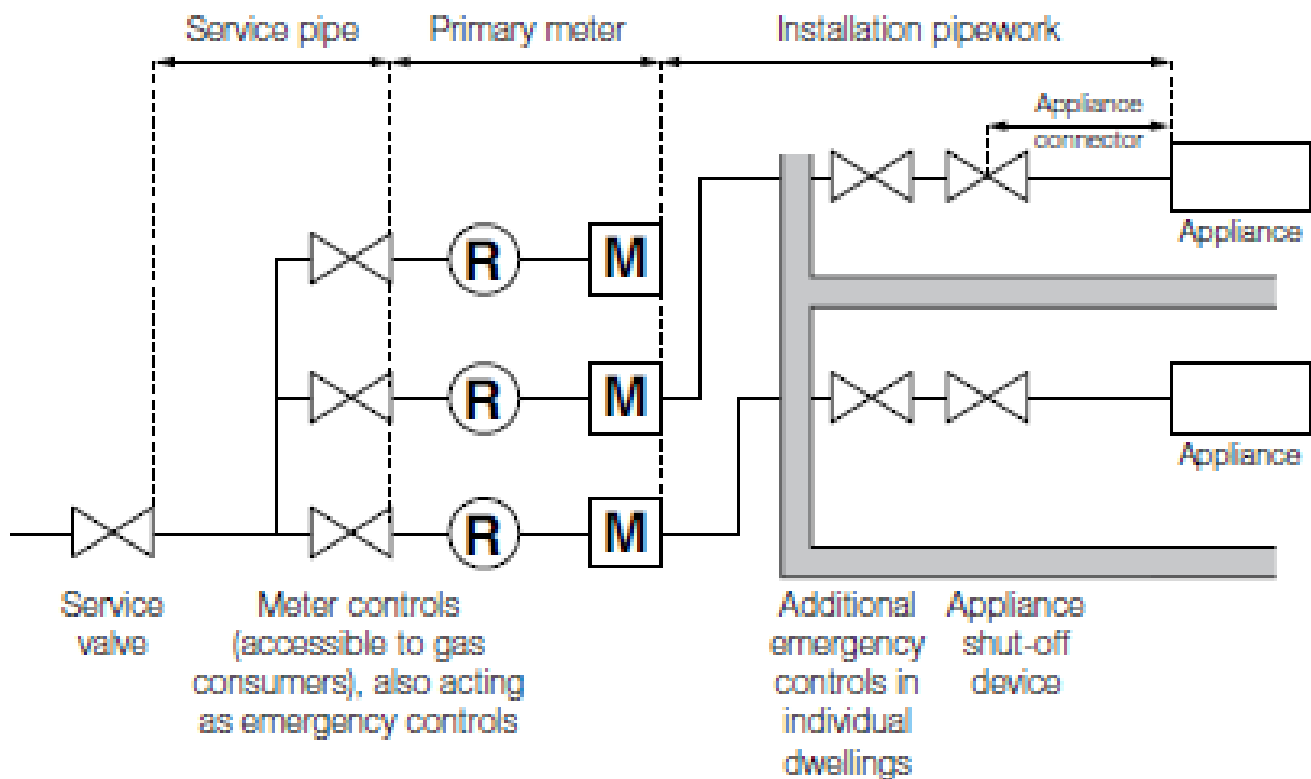 Service pipe
Primary meter
Installation pipework
Appliance
connector
Appliance
R
M
R
M
Appliance
R
M
Service
valve
Meter controls
(accessible to gas
consumers), also acting
as emergency controls
Additional
emergency
controls in
individual
dwellings
Appliance
shut-off
device